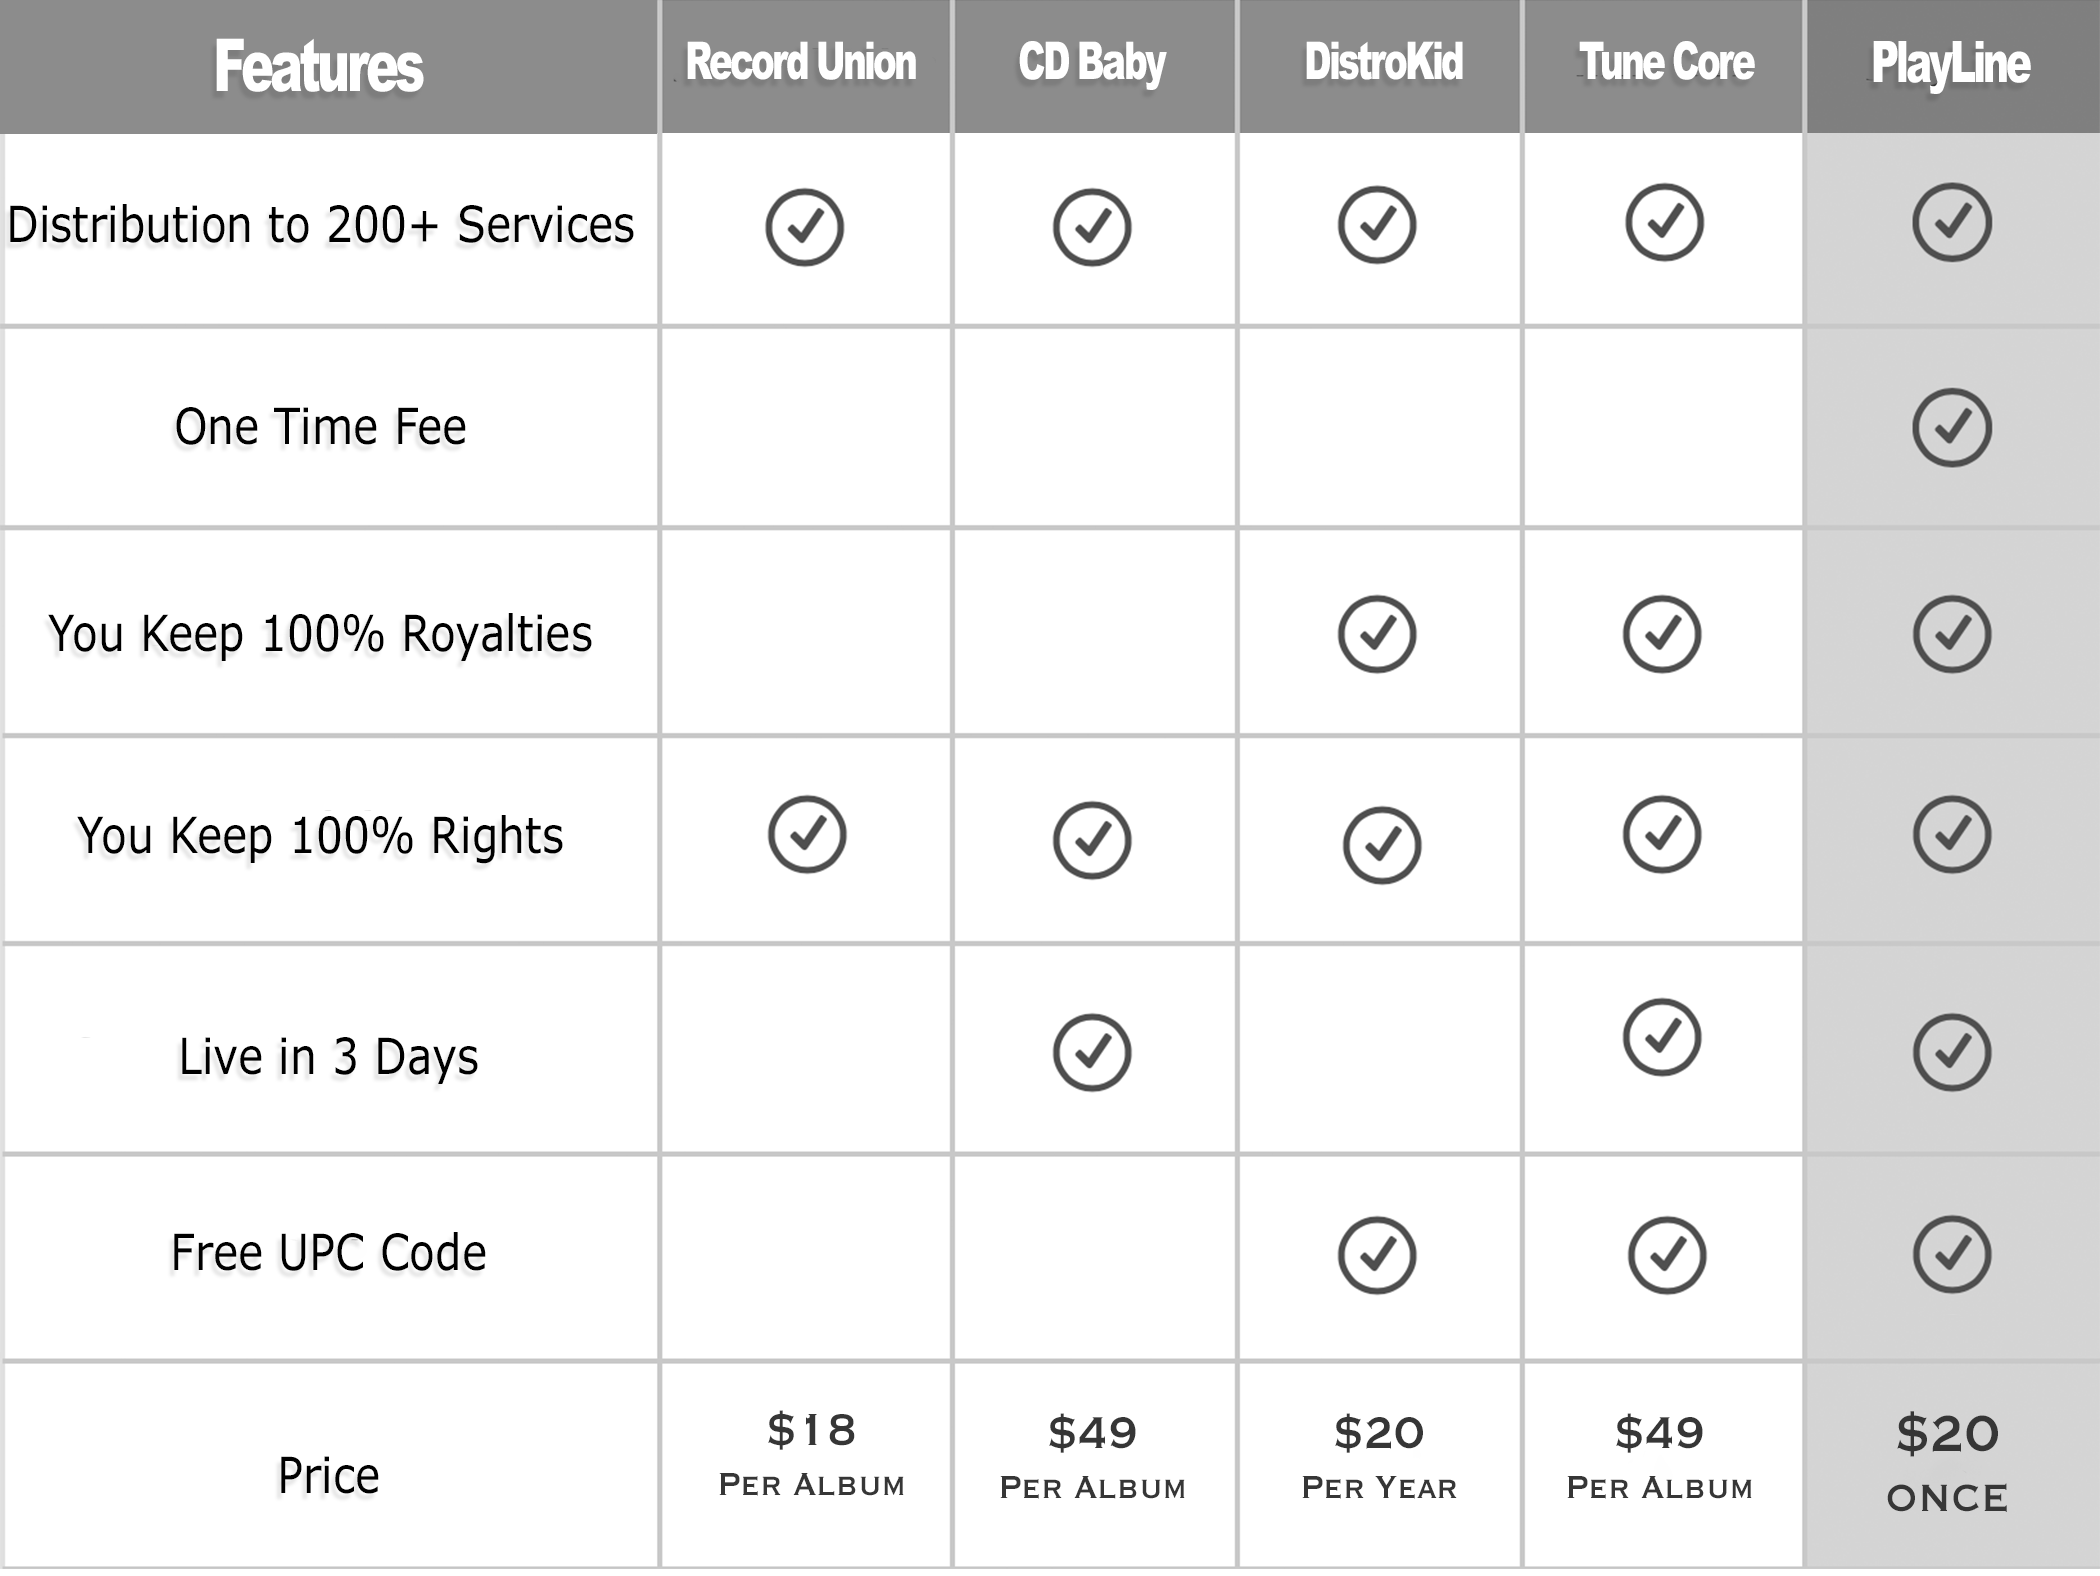 Features Record Union CD Baby DistroKid Tune Core PlayLine
Distribution to 200+ Services
One Time Fee
You Keep 100% Royalties
You Keep 100% Rights
Live in 3 Days
Free UPC Code
Price
$18 $49 $20 $49 $20
PER ALBUM PER ALBUM PER YEAR PER ALBUM ONCE